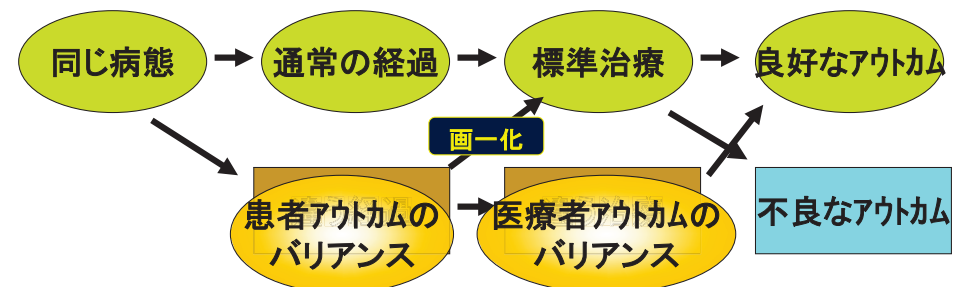 同じ病態
通常の経過
標準治療
良好なアウトカム
画一化
患者アウトカムの
バリアンス
医療者アウトカムの
バリアンス
不良なアウトカム